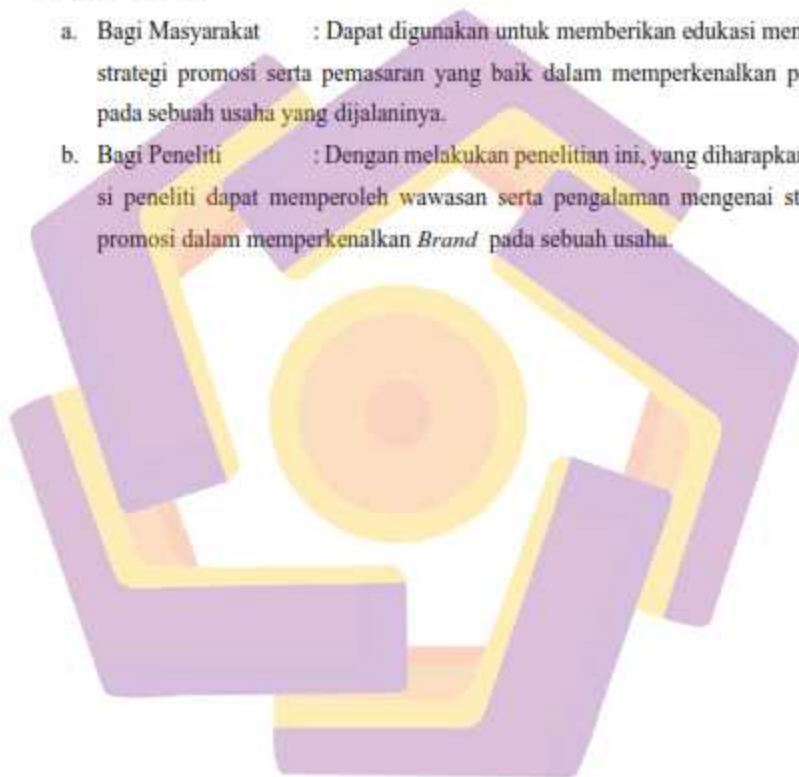 a. Bagi Masyarakat : Dapat digunakan untuk memberikan edukasi men
strategi promosi serta pemasaran yang baik dalam memperkenalkan p
pada sebuah usaha yang dijalaninya.
b. Bagi Peneliti : Dengan melakukan penelitian ini, yang diharapkan
si peneliti dapat memperoleh wawasan serta pengalaman mengenai st
promosi dalam memperkenalkan Brand pada sebuah usaha.